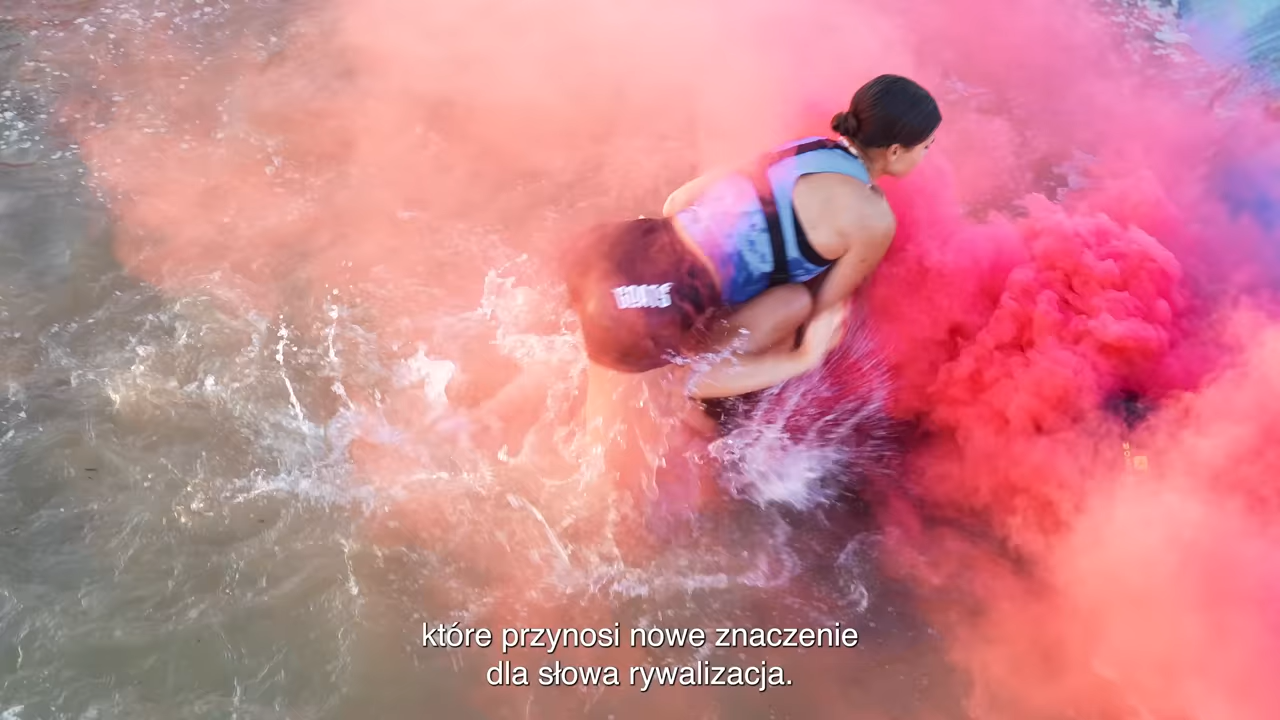 które przynosi nowe znaczenie
dla słowa rywalizacja.